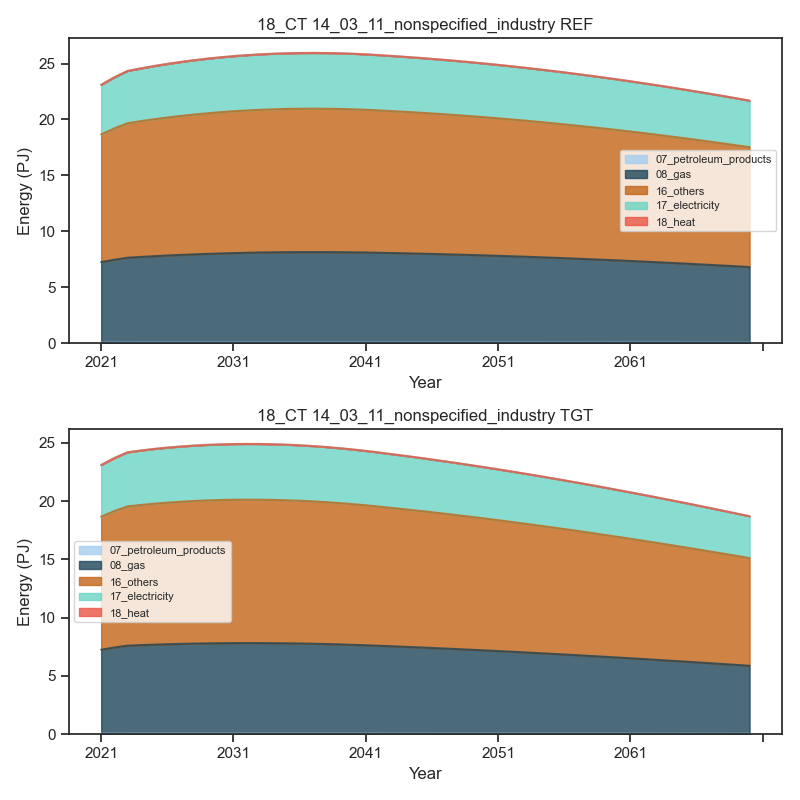 18_CT 14_03_11_nonspecified_industry REF
Energy (PJ)
25
20
15
10
5
0
07_petroleum_products
08_gas
16_others
17_electricity
18_heat
2021 2031 2041 2051 2061
Year
18_CT 14_03_11_nonspecified_industry TGT
Energy (PJ)
25
20
15
10
5
0
07_petroleum_products
08_gas
16_others
17_electricity
18_heat
2021 2031 2041 2051 2061
Year